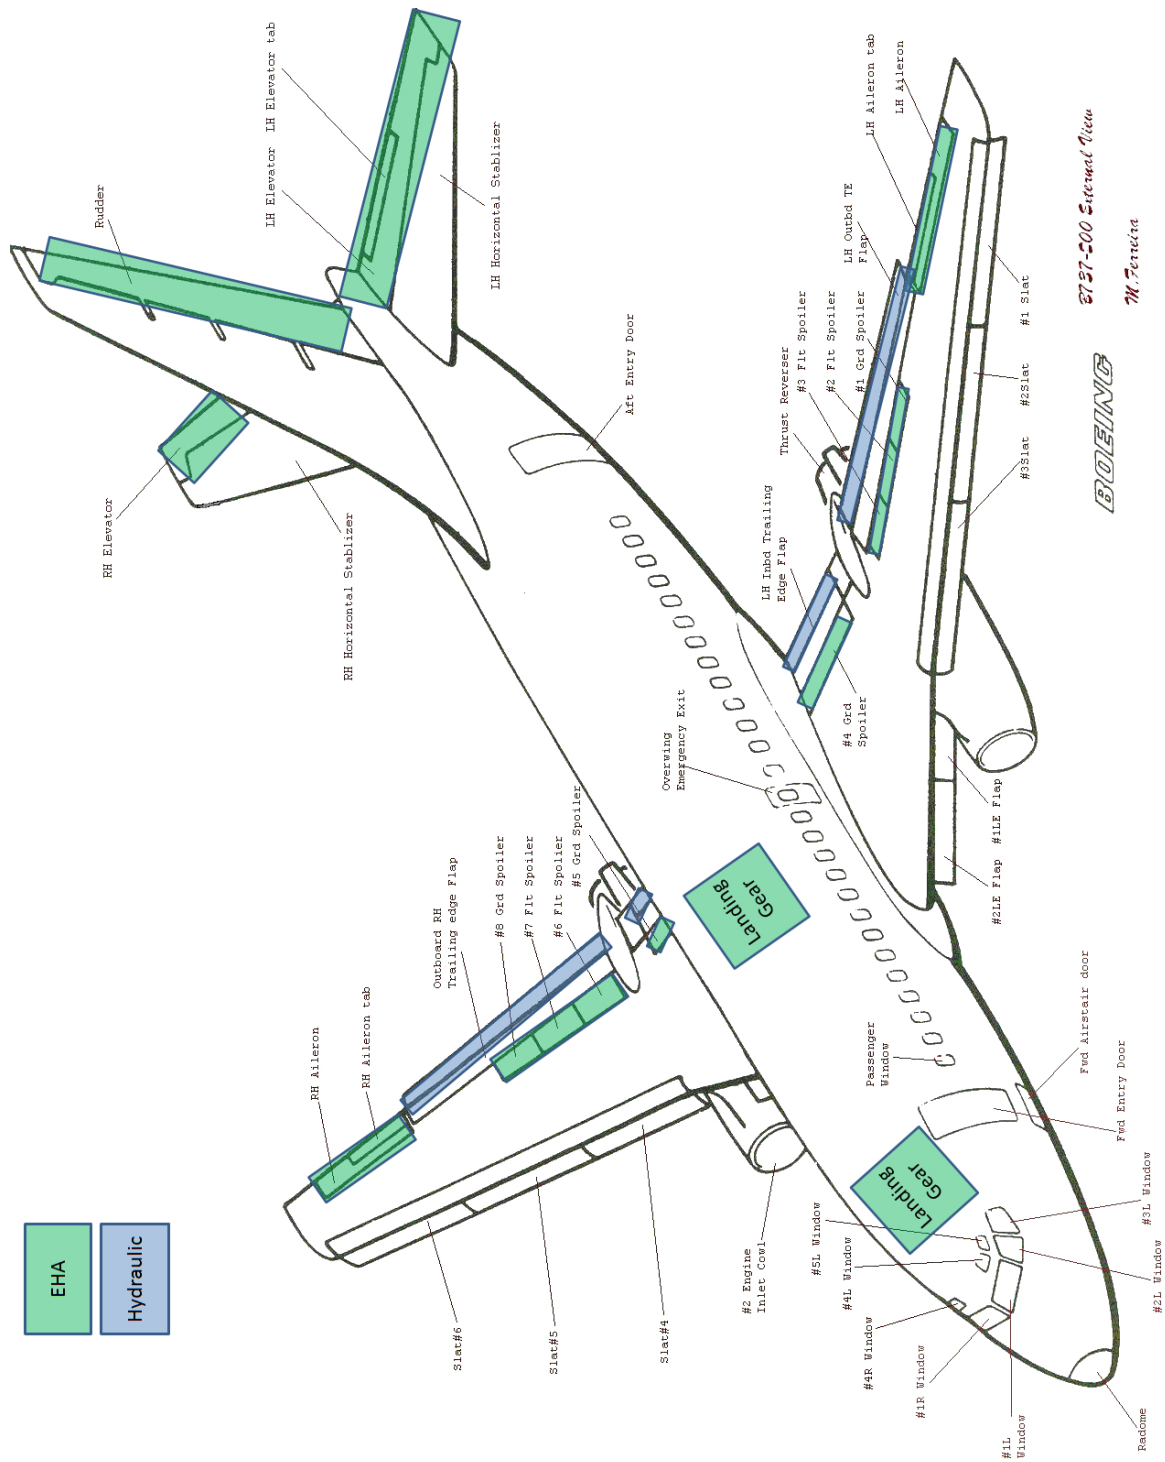 EHA
Hydraulic
RH Elevator
RH Horizontal Stablizer
Rudder
LH Elevator
LH Elevator tab
LH Horizontal Stablizer
Aft Entry Door
RH Aileron
RH Aileron tab
Outboard RH
Trailing edge Flap
#8 Grd Spoiler
#7 Flt Spoiler
#6 Flt Spolier
#5 Grd Spoiler
Slat#6
Slat#5
Slat#4
#2 Engine
Inlet Cowl
Overwing
Emergency Exit
Landing
Gear
LH Inbd Trailing
Edge Flap
Thrust Reverser
#3 Flt Spoiler
#2 Flt Spoiler
#1 Grd Spoiler
LH Outbd TE
Flap
LH Aileron tab
LH Aileron
#4 Grd
Spoiler
#1 Slat
#2Slat
#3Slat
#1LE Flap
#2LE Flap
Passenger
Window
Fwd Airstair door
Fwd Entry Door
Landing
Gear
#5L Window
#4L Window
#4R Window
#1R Window
#1L
Window
#3L Window
#2L Window
Radome
BOEING
B737-200 External View
M.Ferreira